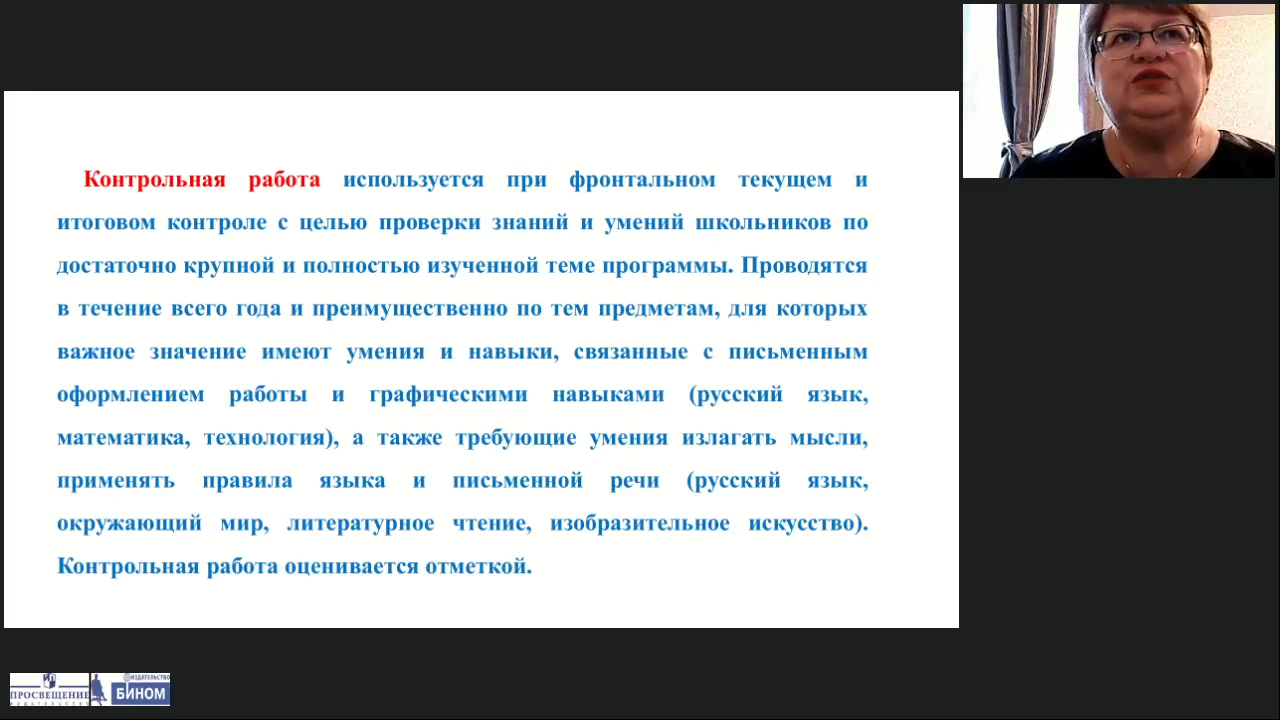 Контрольная работа используется при фронтальном текущем и
итоговом контроле с целью проверки знаний и умений школьников по
достаточно крупной и полностью изученной теме программы. Проводятся
в течение всего года и преимущественно по тем предметам, для которых
важное значение имеют умения и навыки, связанные с письменным
оформлением работы и графическими навыками (русский язык,
математика, технология), а также требующие умения излагать мысли,
применять правила языка и письменной речи (русский язык,
окружающий мир, литературное чтение, изобразительное искусство).
Контрольная работа оценивается отметкой.
ПРОСВЕЩЕНИЕ
ИЗДАТЕЛЬСТВО
ИЗДАТЕЛЬСТВО
БИНОМ